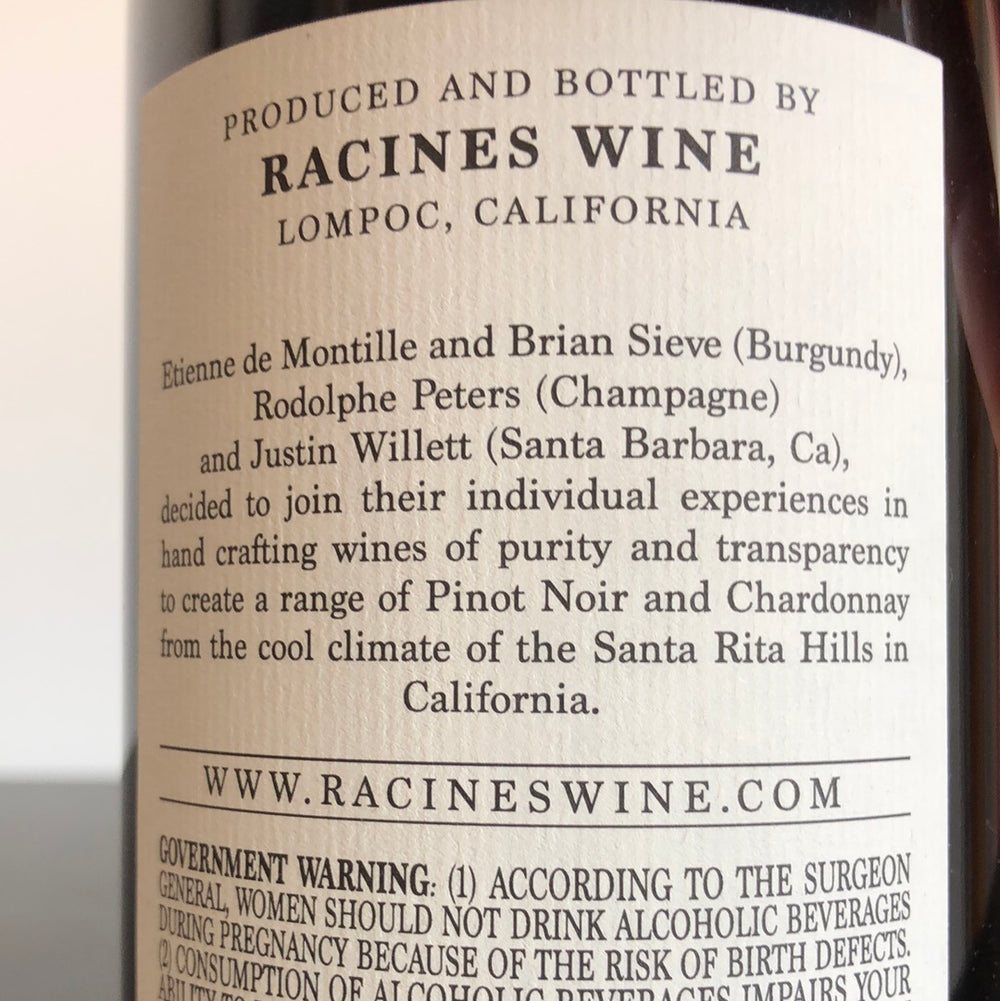 PRODUCED AND BOTTLED BY
RACINES WINE
LOMPOC, CALIFORNIA
Etienne de Montille and Brian Sieve (Burgundy),
Rodolphe Peters (Champagne)
and Justin Willett (Santa Barbara, Ca),
decided to join their individual experiences in
hand crafting wines of purity and transparency
to create a range of Pinot Noir and Chardonnay
from the cool climate of the Santa Rita Hills in
California.
WWW.RACINESWINE.COM
GOVERNMENT WARNING: (1) ACCORDING TO THE SURGEON
GENERAL, WOMEN SHOULD NOT DRINK ALCOHOLIC BEVERAGES
DURING PREGNANCY BECAUSE OF THE RISK OF BIRTH DEFECTS.
(2) CONSUMPTION OF ALCOHOLIC BEVERAGES IMPAIRS YOUR
ABILITY TO